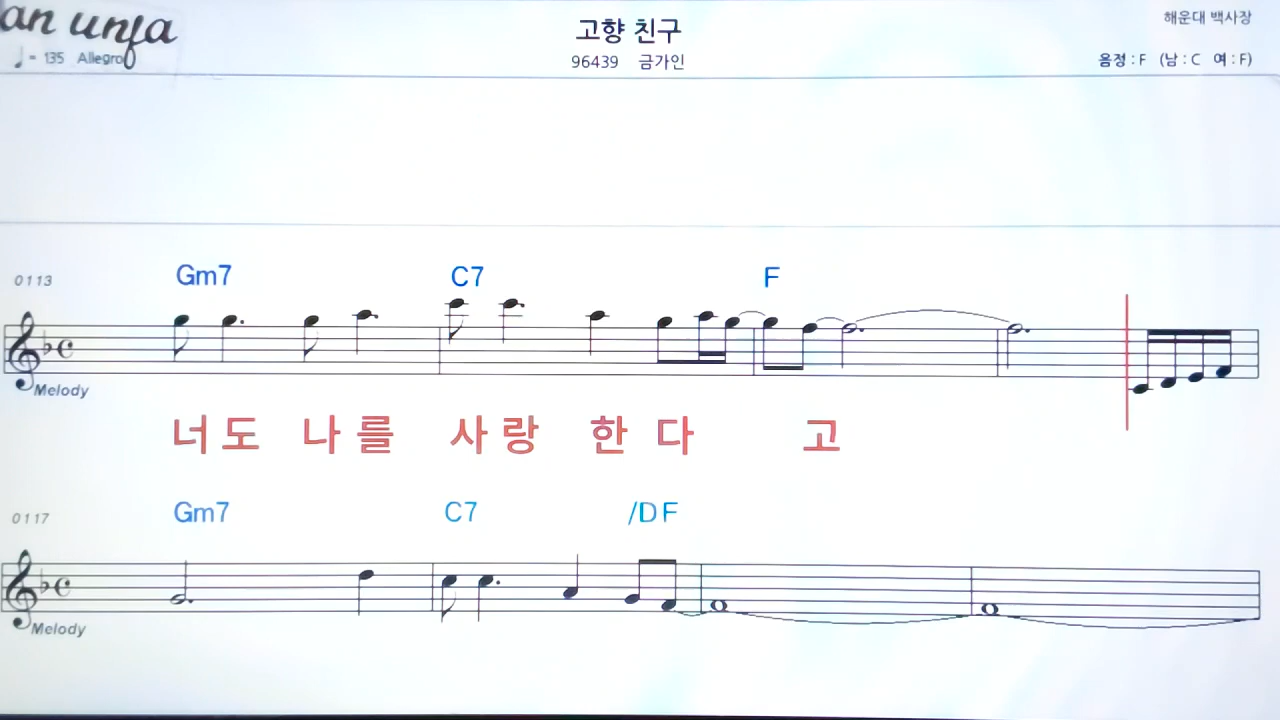 an unfa
고향 친구
해운대 백사장
♩= 135 Allegro
96439 금가인
음정 : F (남 : C 여 : F)
0113
Gm7 C7 F
Melody
너도 나를 사랑 한 다 고
0117
Gm7 C7 /D F
Melody